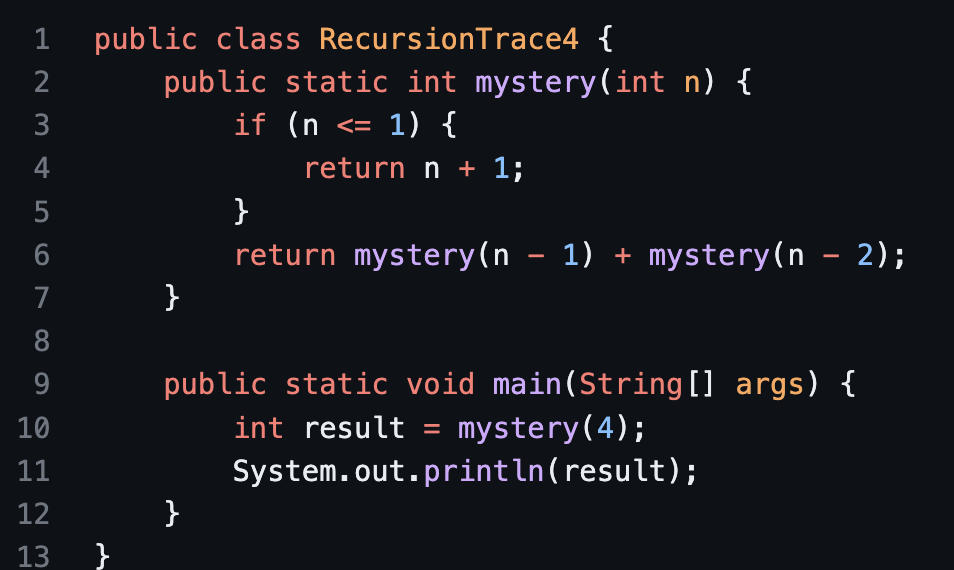 1 public class RecursionTrace4 {
2     public static int mystery(int n) {
3         if (n <= 1) {
4             return n + 1;
5         }
6         return mystery(n - 1) + mystery(n - 2);
7     }
8
9     public static void main(String[] args) {
10         int result = mystery(4);
11         System.out.println(result);
12     }
13 }